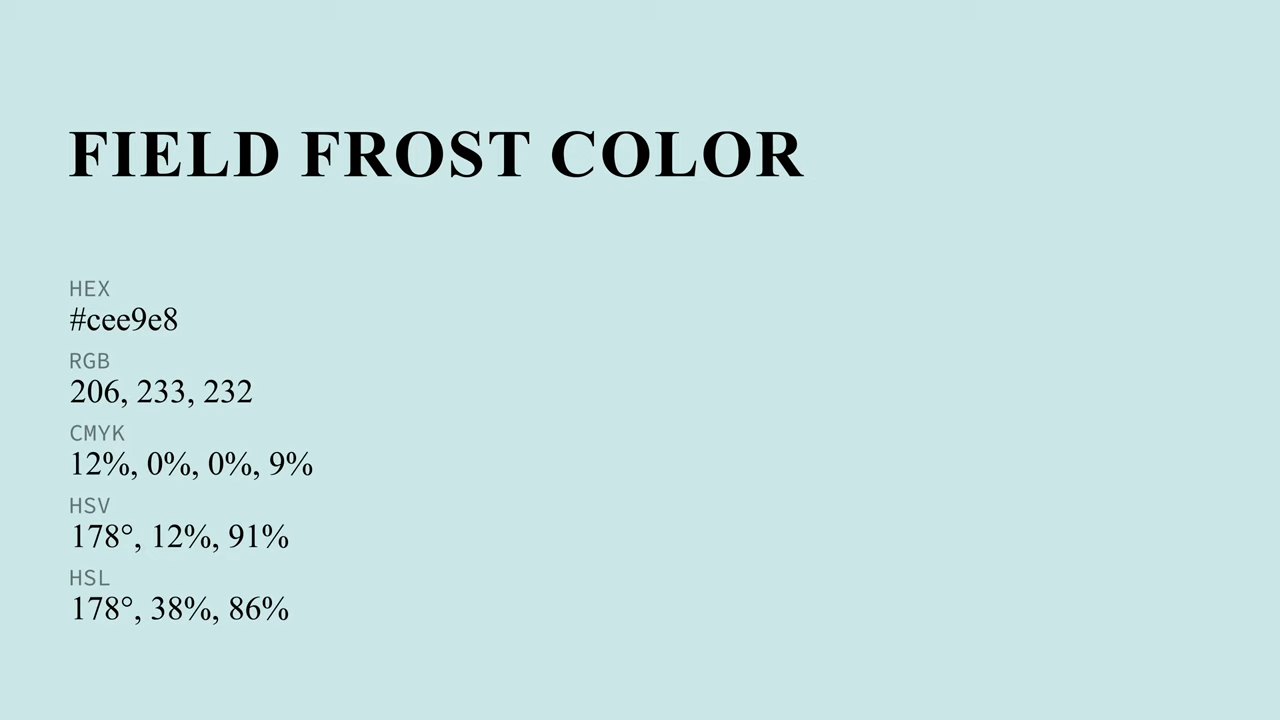 FIELD FROST COLOR
HEX
#cee9e8
RGB
206, 233, 232
CMYK
12%, 0%, 0%, 9%
HSV
178°, 12%, 91%
HSL
178°, 38%, 86%